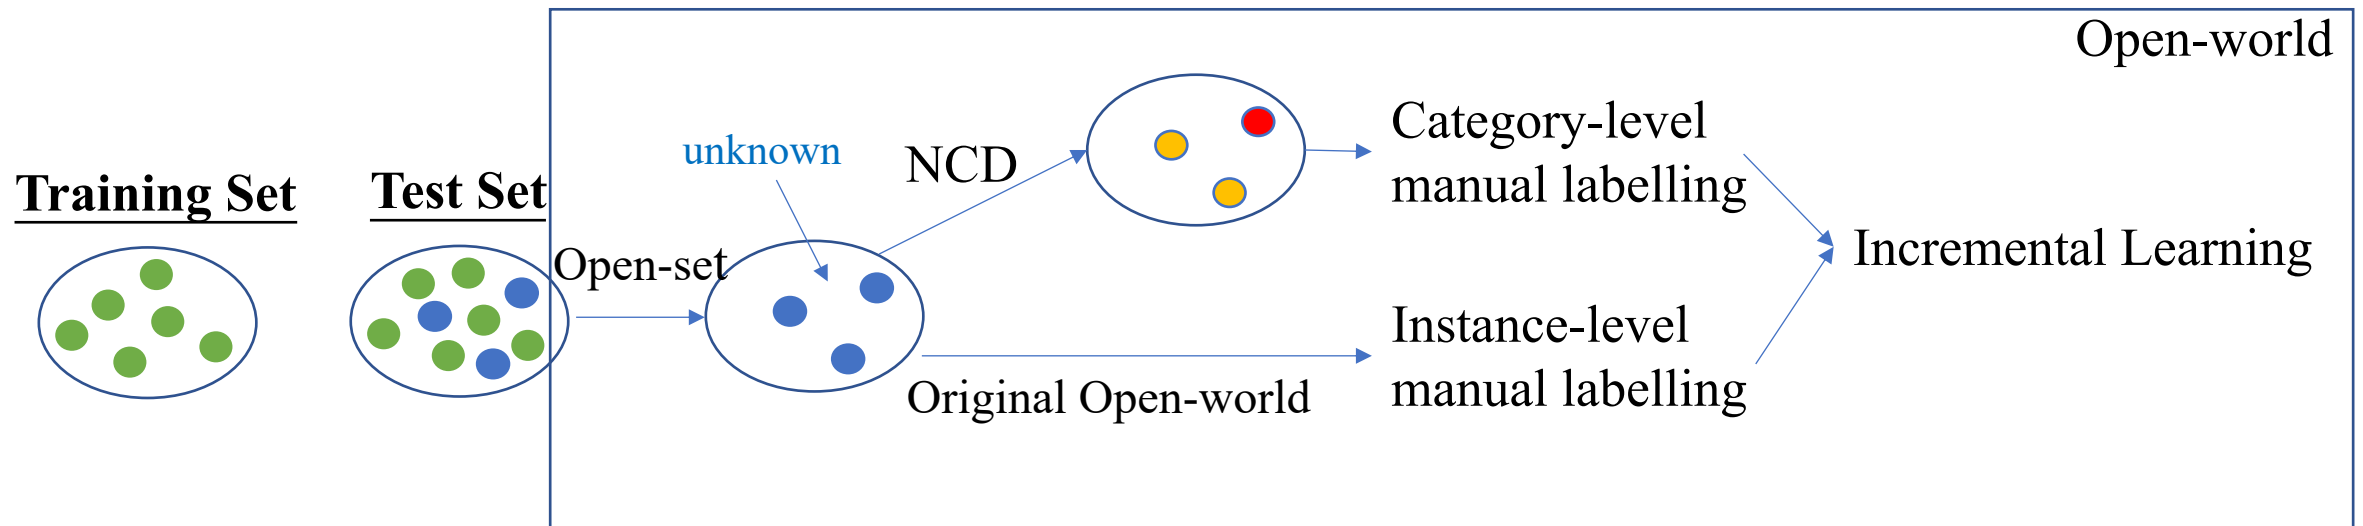 Open-world
Training Set
Test Set
Open-set
unknown
NCD
Category-level
manual labelling
Original Open-world
Instance-level
manual labelling
Incremental Learning